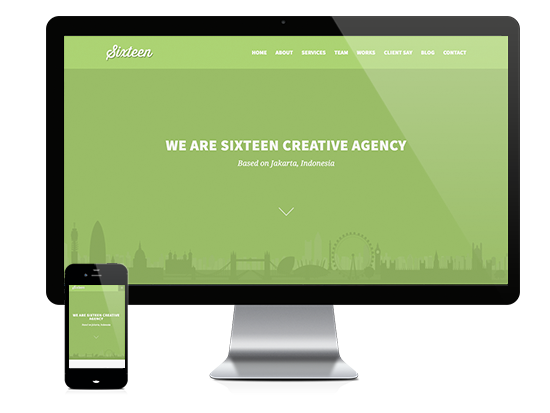 Sixteen
HOME ABOUT SERVICES TEAM WORKS CLIENT SAY BLOG CONTACT
WE ARE SIXTEEN CREATIVE AGENCY
Based on Jakarta, Indonesia
WE ARE SIXTEEN CREATIVE
AGENCY